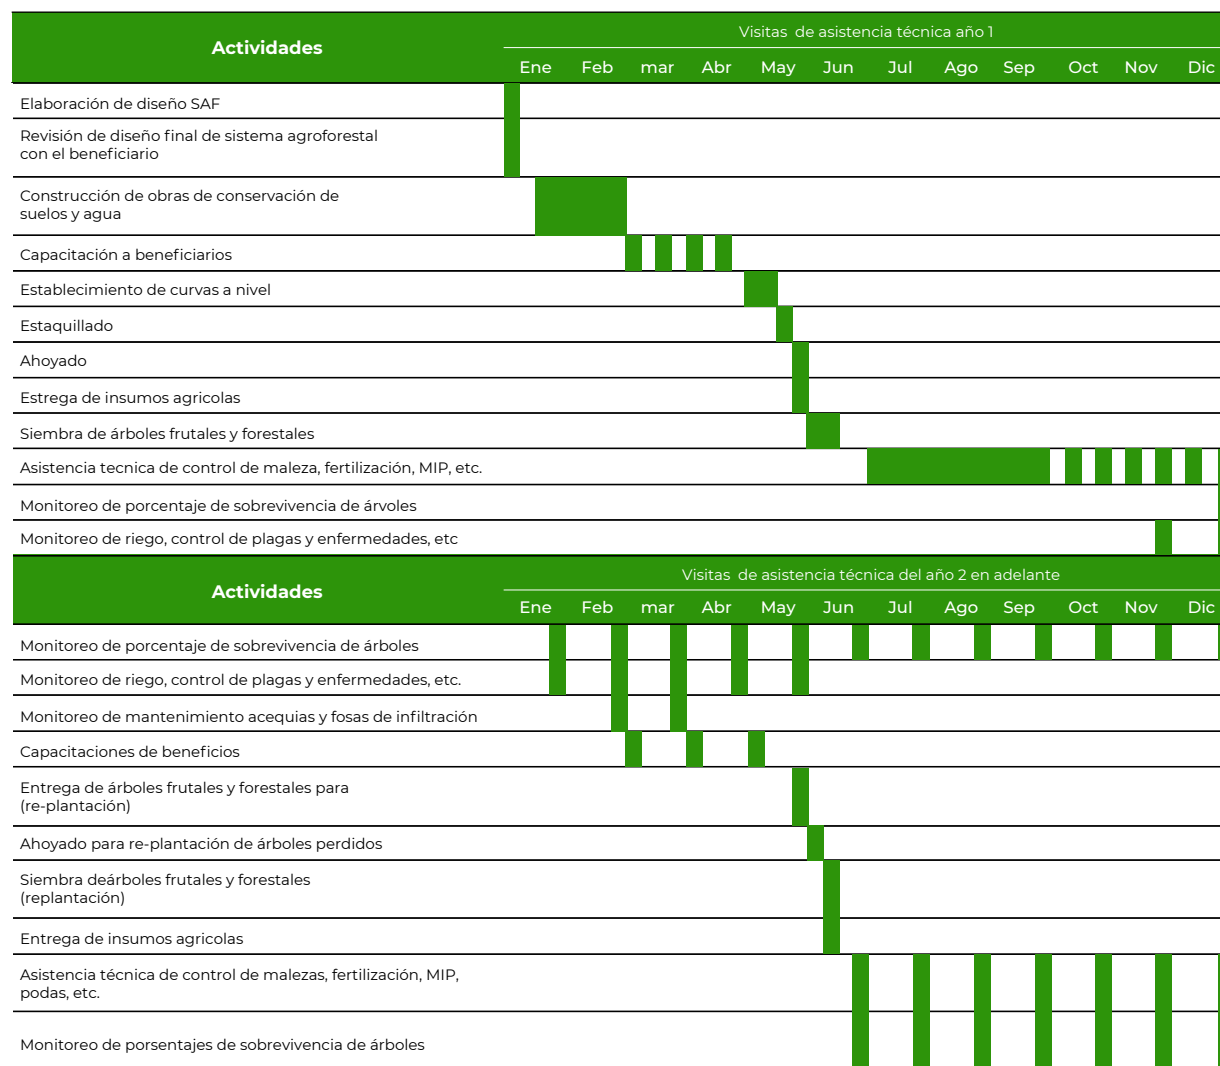 Actividades
Visitas de asistencia técnica año 1
Ene Feb mar Abr May Jun Jul Ago Sep Oct Nov Dic
Elaboración de diseño SAF
Revisión de diseño final de sistema agroforestal
con el beneficiario
Construcción de obras de conservación de
suelos y agua
Capacitación a beneficiarios
Establecimiento de curvas a nivel
Estaquillado
Ahoyado
Estrega de insumos agricolas
Siembra de árboles frutales y forestales
Asistencia tecnica de control de maleza, fertilización, MIP, etc.
Monitoreo de porcentaje de sobrevivencia de árvoles
Monitoreo de riego, control de plagas y enfermedades, etc
Actividades
Visitas de asistencia técnica del año 2 en adelante
Ene Feb mar Abr May Jun Jul Ago Sep Oct Nov Dic
Monitoreo de porcentaje de sobrevivencia de árboles
Monitoreo de riego, control de plagas y enfermedades, etc.
Monitoreo de mantenimiento acequias y fosas de infiltración
Capacitaciones de beneficios
Entrega de árboles frutales y forestales para
(re-plantación)
Ahoyado para re-plantación de árboles perdidos
Siembra deárboles frutales y forestales
(replantación)
Entrega de insumos agricolas
Asistencia técnica de control de malezas, fertilización, MIP,
podas, etc.
Monitoreo de porsentajes de sobrevivencia de árboles